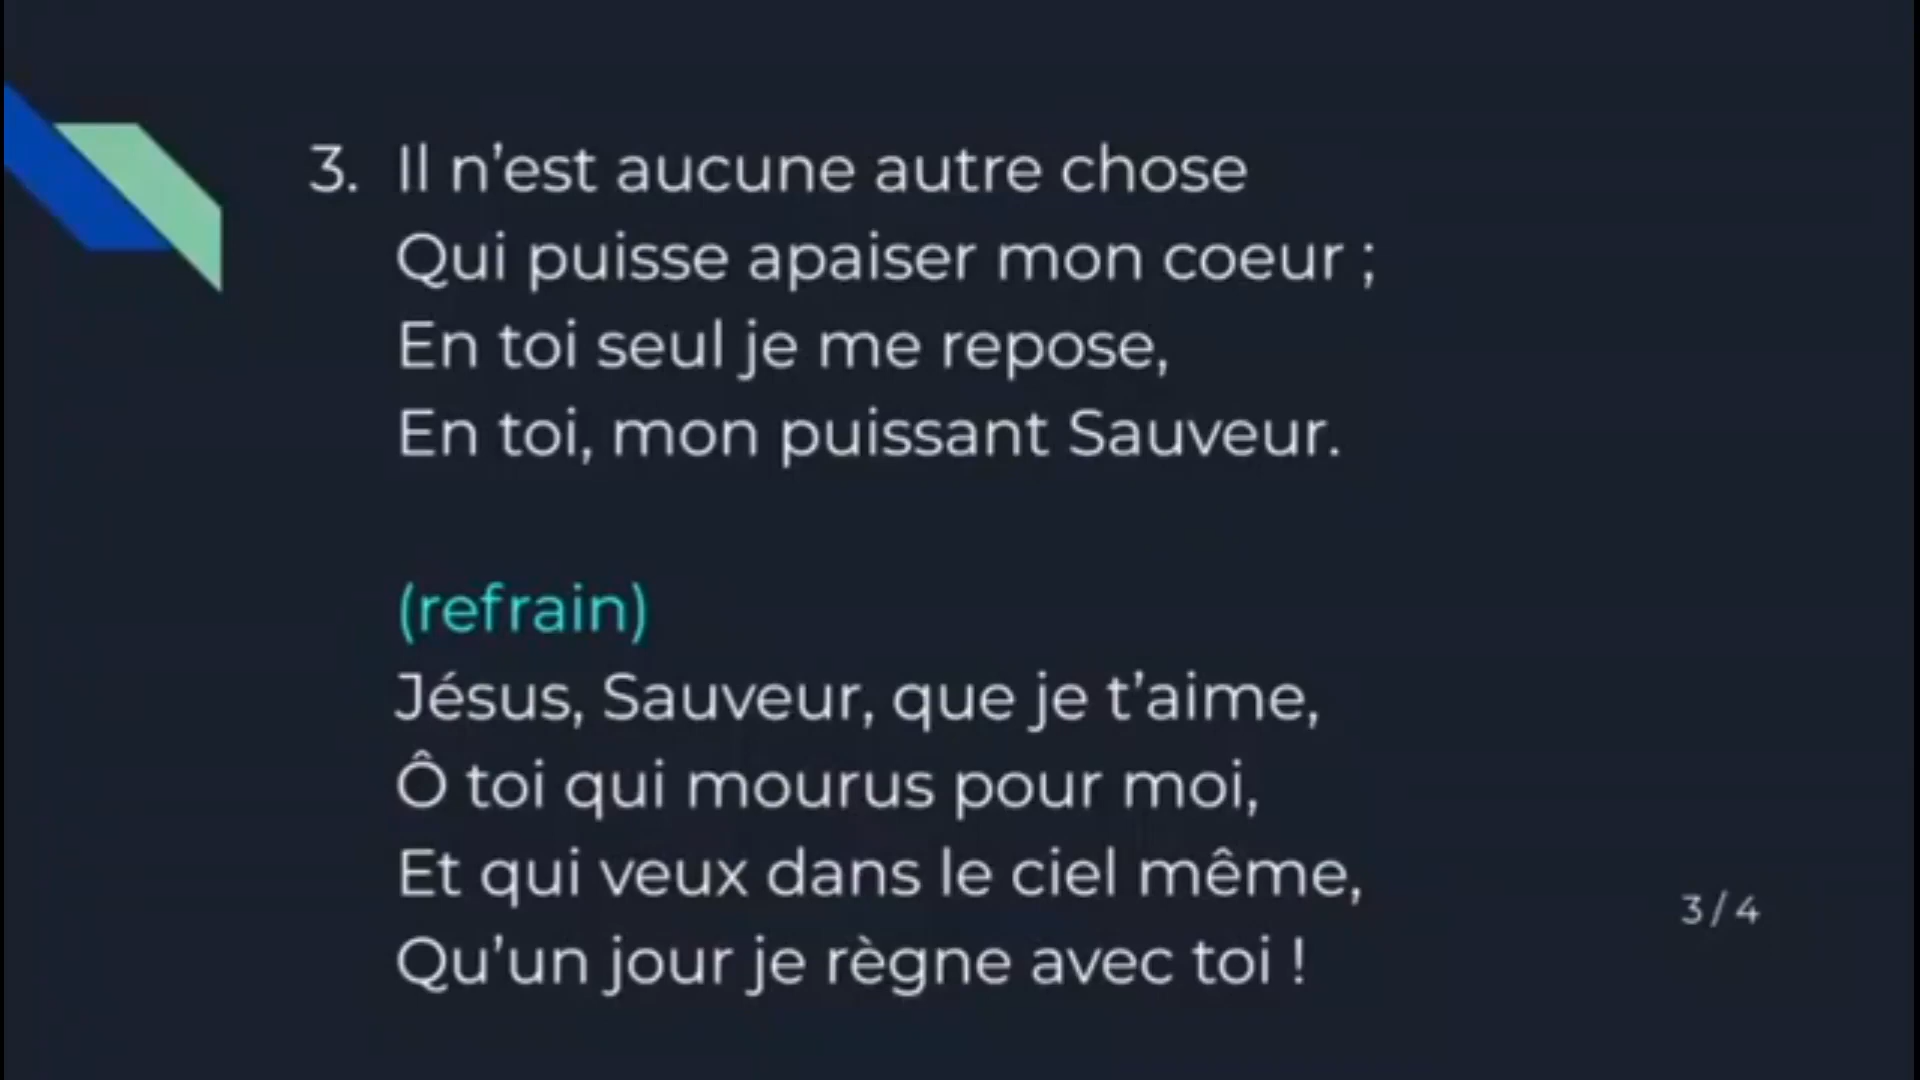 3. Il n’est aucune autre chose
Qui puisse apaiser mon coeur ;
En toi seul je me repose,
En toi, mon puissant Sauveur.
(refrain)
Jésus, Sauveur, que je t’aime,
Ô toi qui mourus pour moi,
Et qui veux dans le ciel même,
Qu’un jour je règne avec toi !
3 / 4